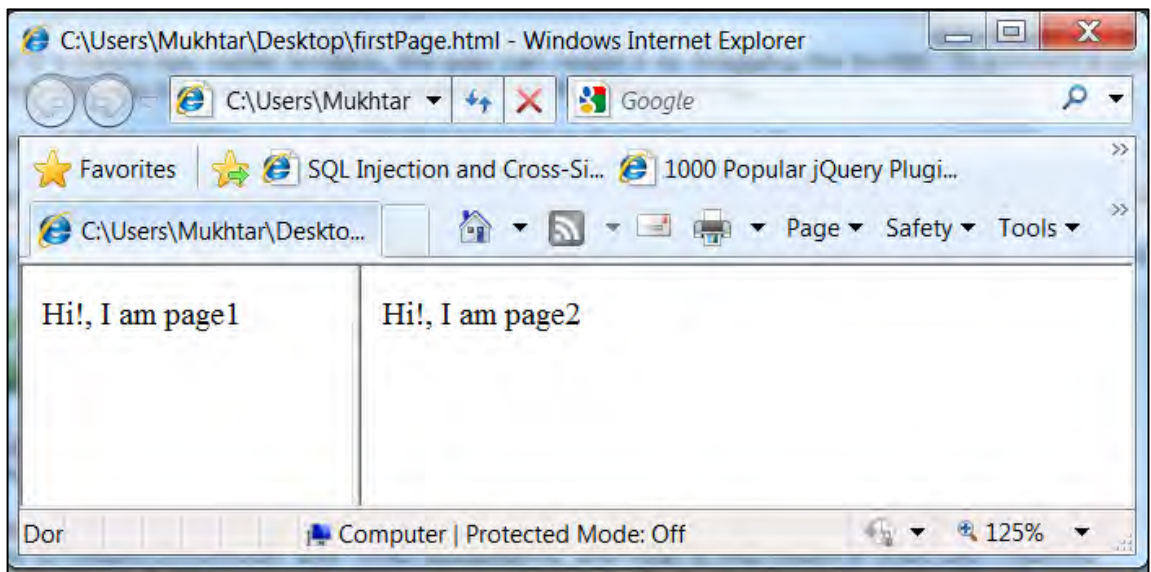 C:\Users\Mukhtar\Desktop\firstPage.html - Windows Internet Explorer
C:\Users\Mukhtar Google
Favorites SQL Injection and Cross-Si... 1000 Popular jQuery Plugi...
C:\Users\Mukhtar\Deskto... Page Safety Tools
Hi!, I am page1 Hi!, I am page2
Dor Computer | Protected Mode: Off 125%